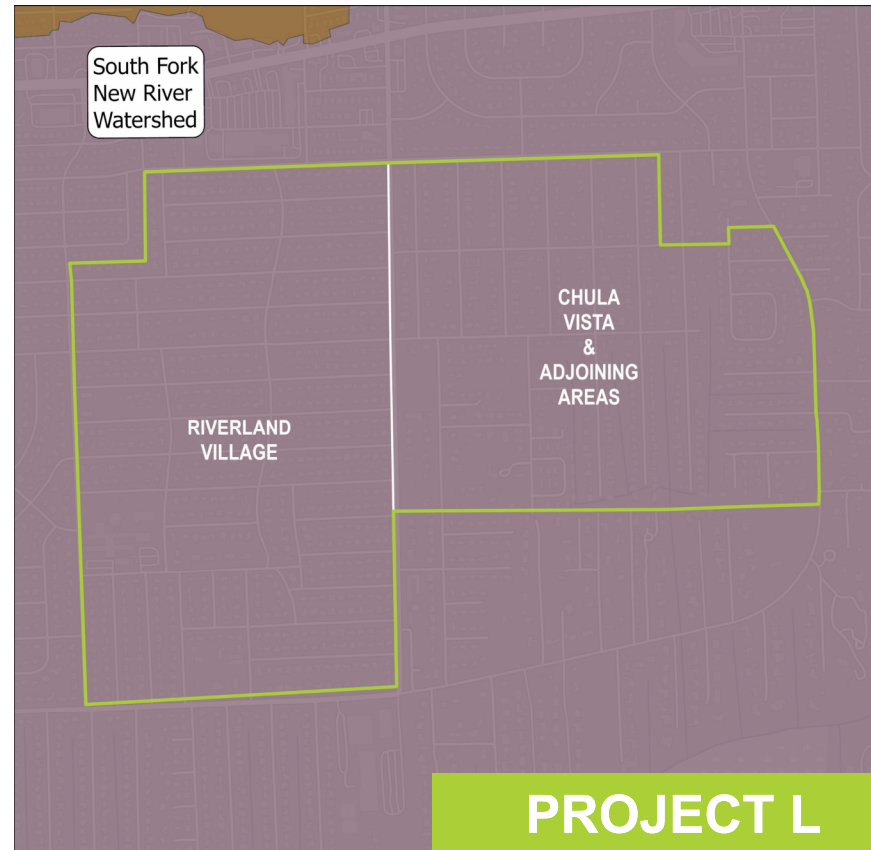 South Fork
New River
Watershed
CHULA
VISTA
&
ADJOINING
AREAS
RIVERLAND
VILLAGE
PROJECT L